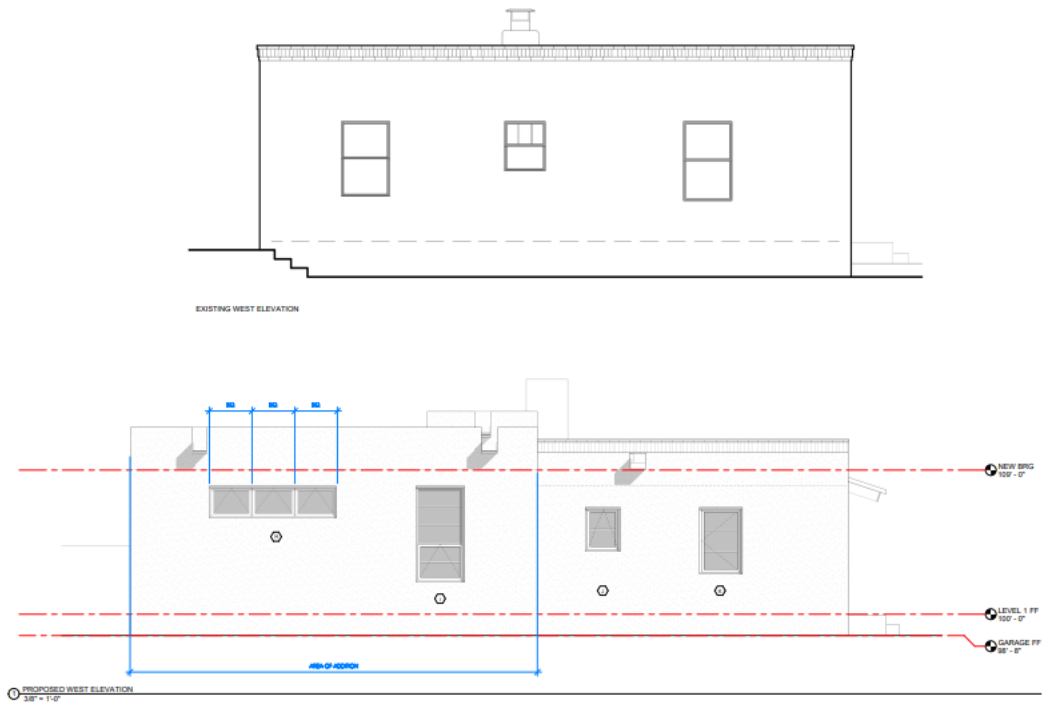 EXISTING WEST ELEVATION
NEW BRG
109' - 0"
LEVEL 1 FF
100' - 0"
GARAGE FF
98' - 8"
AREA OF ADDITION
1
PROPOSED WEST ELEVATION
3/8" = 1'-0"